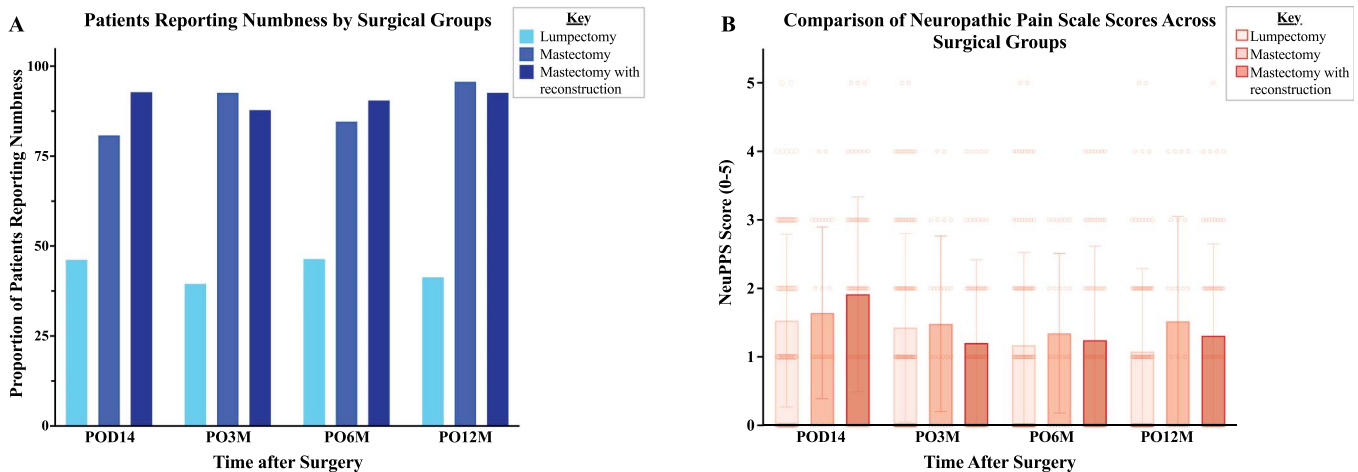 A
Patients Reporting Numbness by Surgical Groups
Key
Lumpectomy
Mastectomy
Mastectomy with
reconstruction
Proportion of Patients Reporting Numbness
100
75
50
25
0
POD14
PO3M
PO6M
PO12M
Time after Surgery
B
Comparison of Neuropathic Pain Scale Scores Across
Surgical Groups
Key
Lumpectomy
Mastectomy
Mastectomy with
reconstruction
NeuPPS Score (0-5)
5
4
3
2
1
0
POD14
PO3M
PO6M
PO12M
Time After Surgery